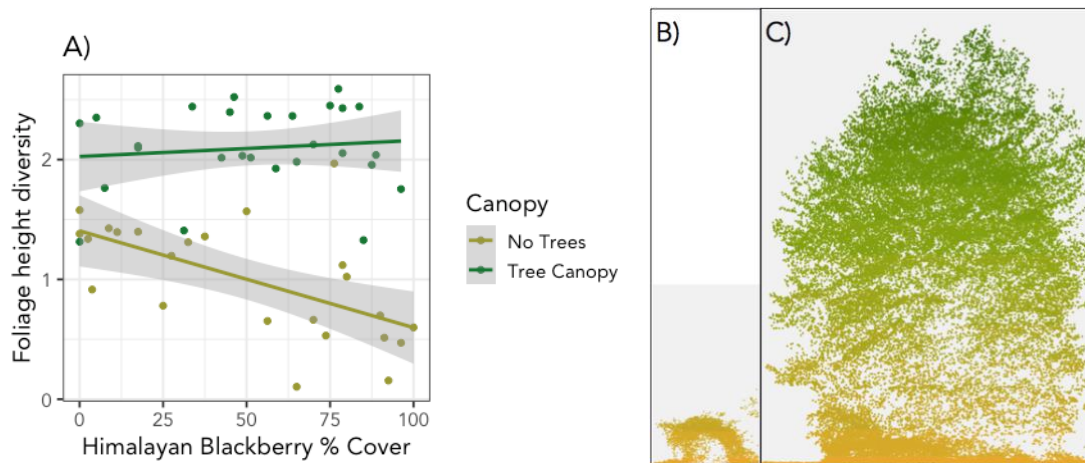 A)
Foliage height diversity
2
1
0
0 25 50 75 100
Himalayan Blackberry % Cover
Canopy
No Trees
Tree Canopy
B)
C)